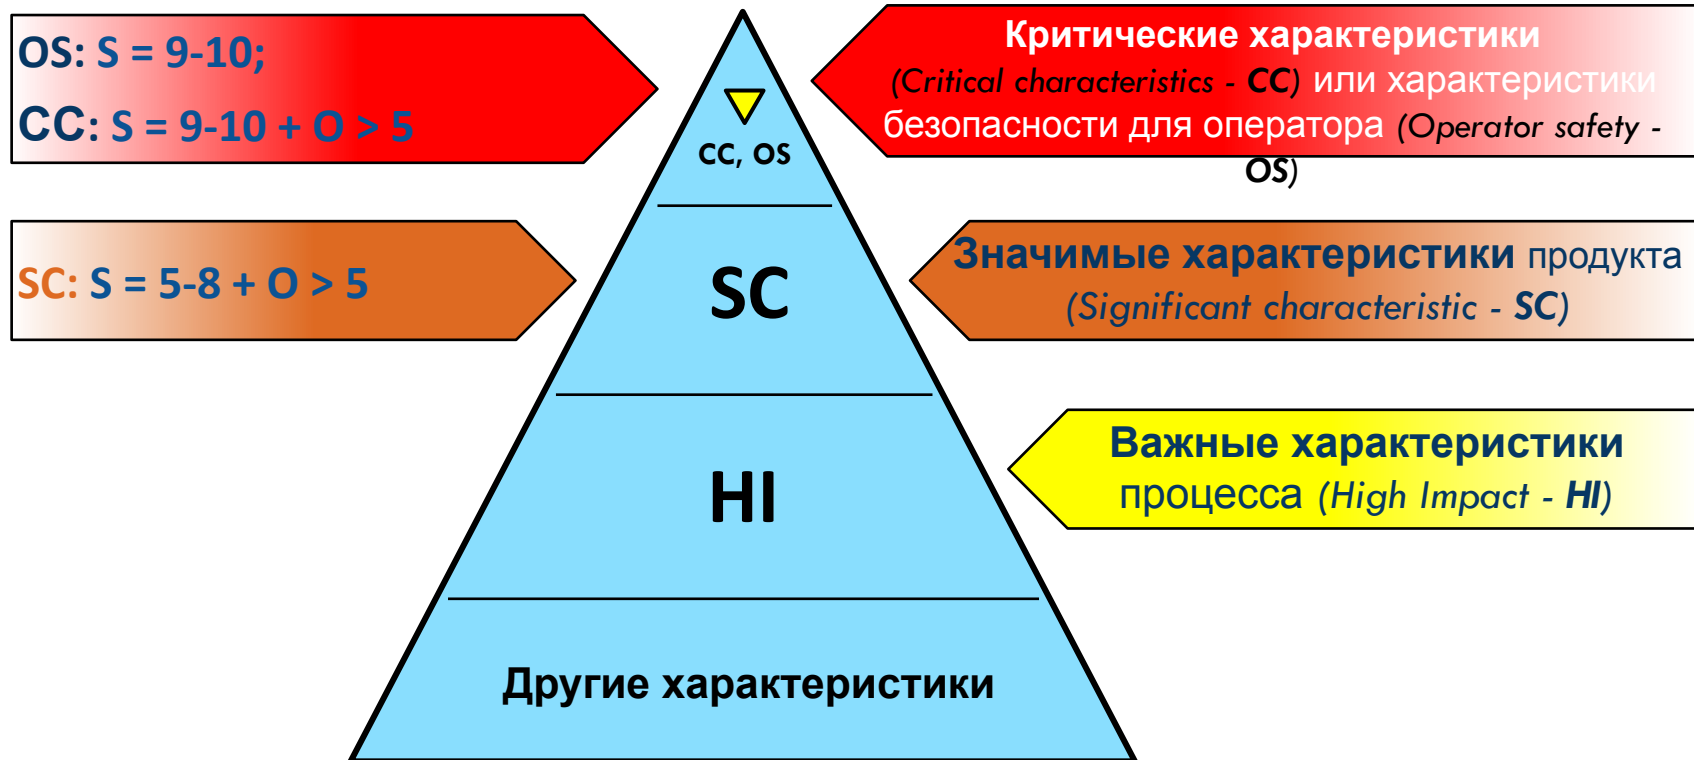 OS: S = 9-10;
CC: S = 9-10 + O > 5
Критические характеристики
(Critical characteristics - CC) или характеристики
безопасности для оператора (Operator safety -
OS)
CC, OS
SC: S = 5-8 + O > 5
SC
Значимые характеристики продукта
(Significant characteristic - SC)
HI
Важные характеристики
процесса (High Impact - HI)
Другие характеристики